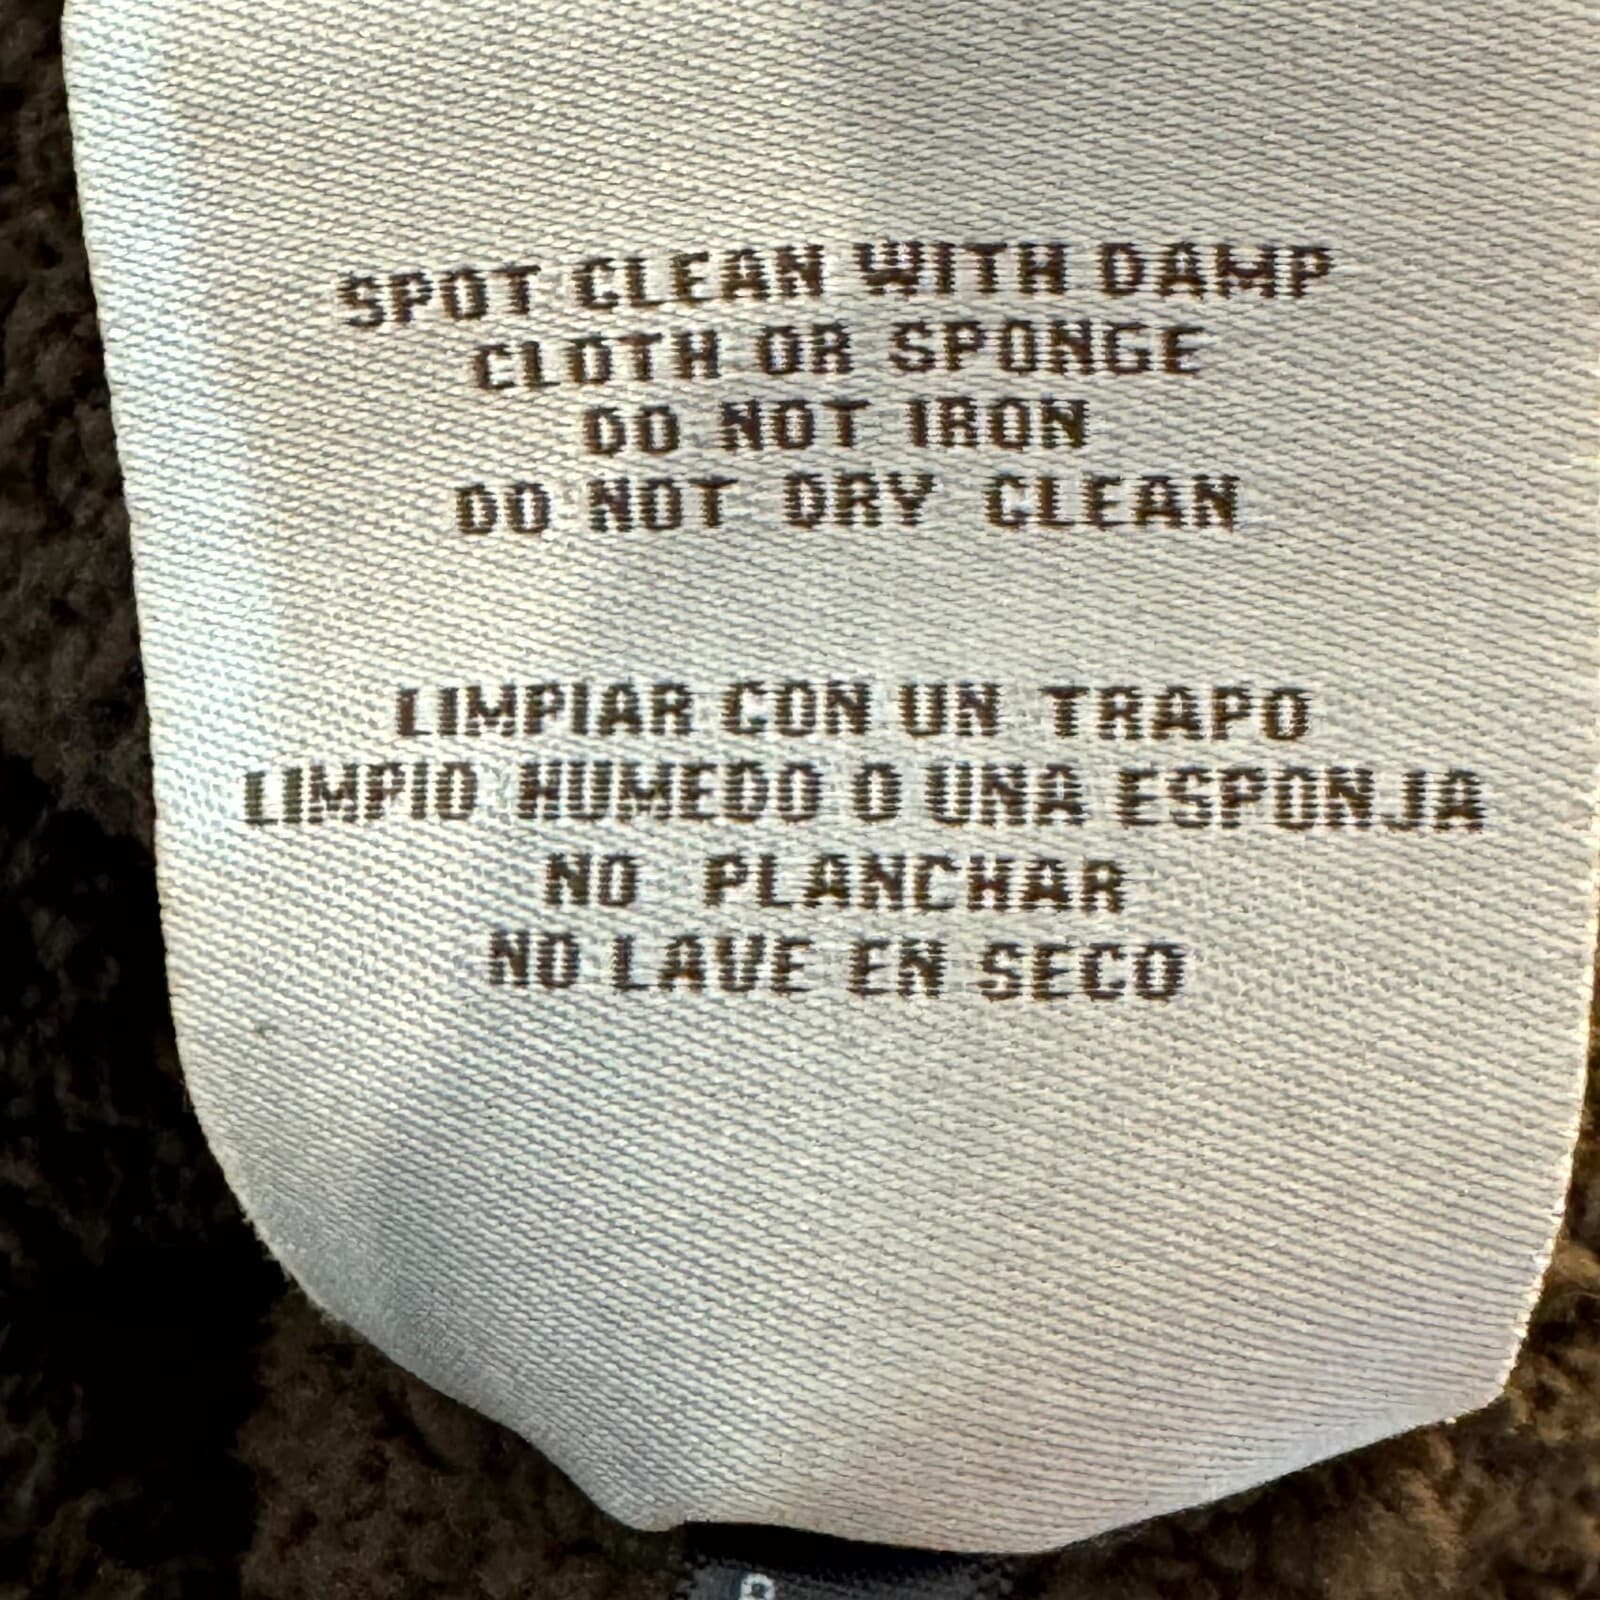 SPOT CLEAN WITH DAMP
CLOTH OR SPONGE
DO NOT IRON
DO NOT DRY CLEAN
LIMPIAR CON UN TRAPO
LIMPIO HUMEDO O UNA ESPONJA
NO PLANCHAR
NO LAVE EN SECO